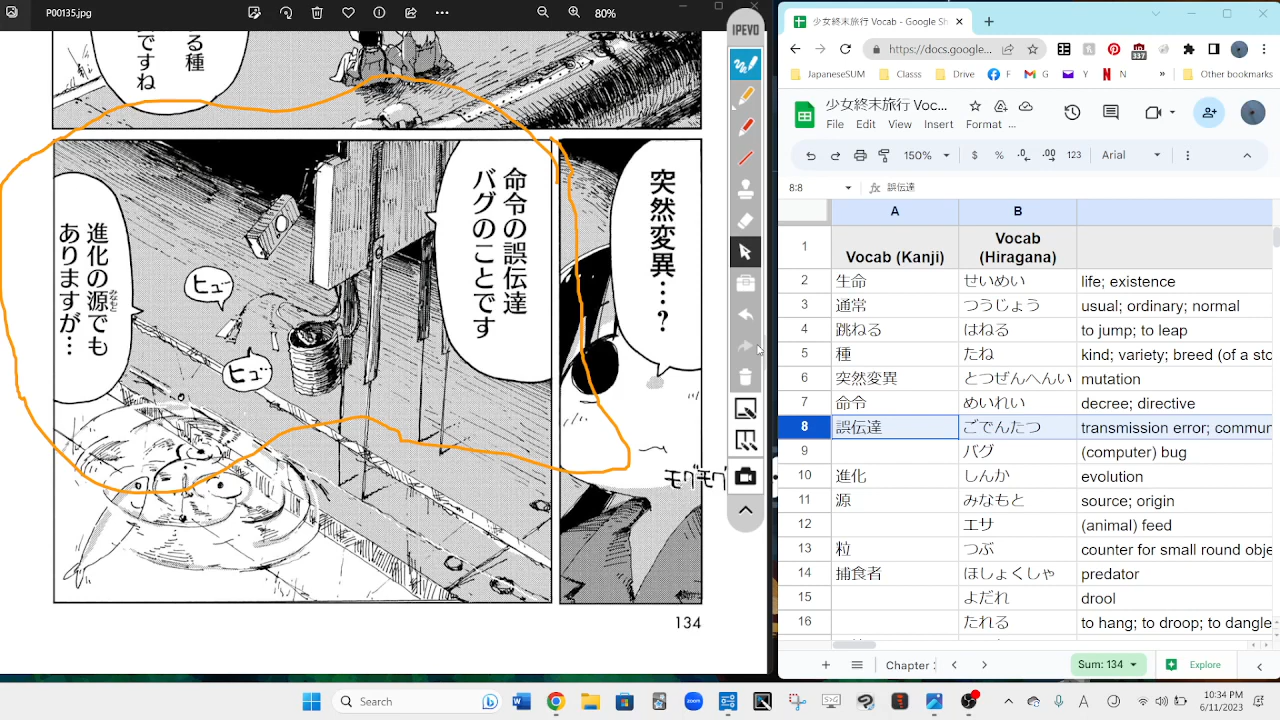 P00135.jpg
80%
IPEVO
る種
ですね
突然変異…?
命令の誤伝達
バグのことです
ヒュー
ヒュー
進化の源でも
みなもと
ありますが…
モグモグ
134
少女終末旅行 Vocab - Google Sh
https://docs.google...
337
JapaneseSUM
Classs
Drive
F
G
Y
N
»
Other bookmarks
少女終末旅行 Voc...
File Edit View Insert Format ...
150% $ % .0 .00 123 Arial
8:8 fx 誤伝達
A B
1 Vocab (Kanji) Vocab (Hiragana)
2 生命 せいめい life; existence
3 通常 つうじょう usual; ordinary; normal
4 跳ねる はねる to jump; to leap
5 種 たね kind; variety; breed (of a sto
6 突然変異 とつぜんへんい mutation
7 命令 めいれい decree; directive
8 誤伝達 ごでんたつ transmission error; commun
9 バグ (computer) bug
10 進化 しんか evolution
11 源 みなもと source; origin
12 エサ (animal) feed
13 粒 つぶ counter for small round obje
14 捕食者 ほしょくしゃ predator
15 よだれ drool
16 たれる to hang; to droop; to dangle
Chapter
Sum: 134
Explore
Search
zoom
10:34 PM
6/11/2023